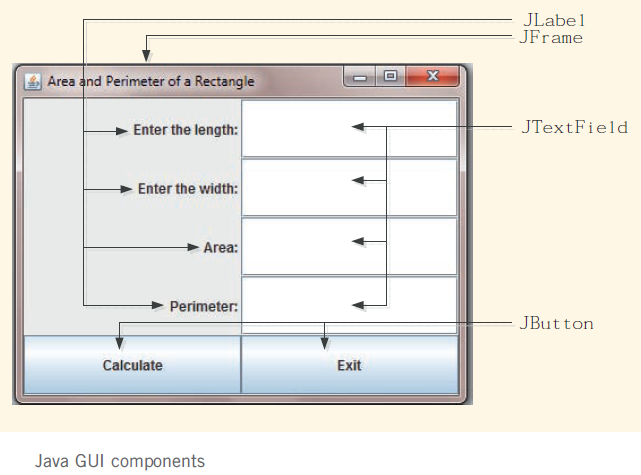 JLabel
JFrame
Area and Perimeter of a Rectangle
Enter the length:
JTextField
Enter the width:
Area:
Perimeter:
JButton
Calculate
Exit
Java GUI components